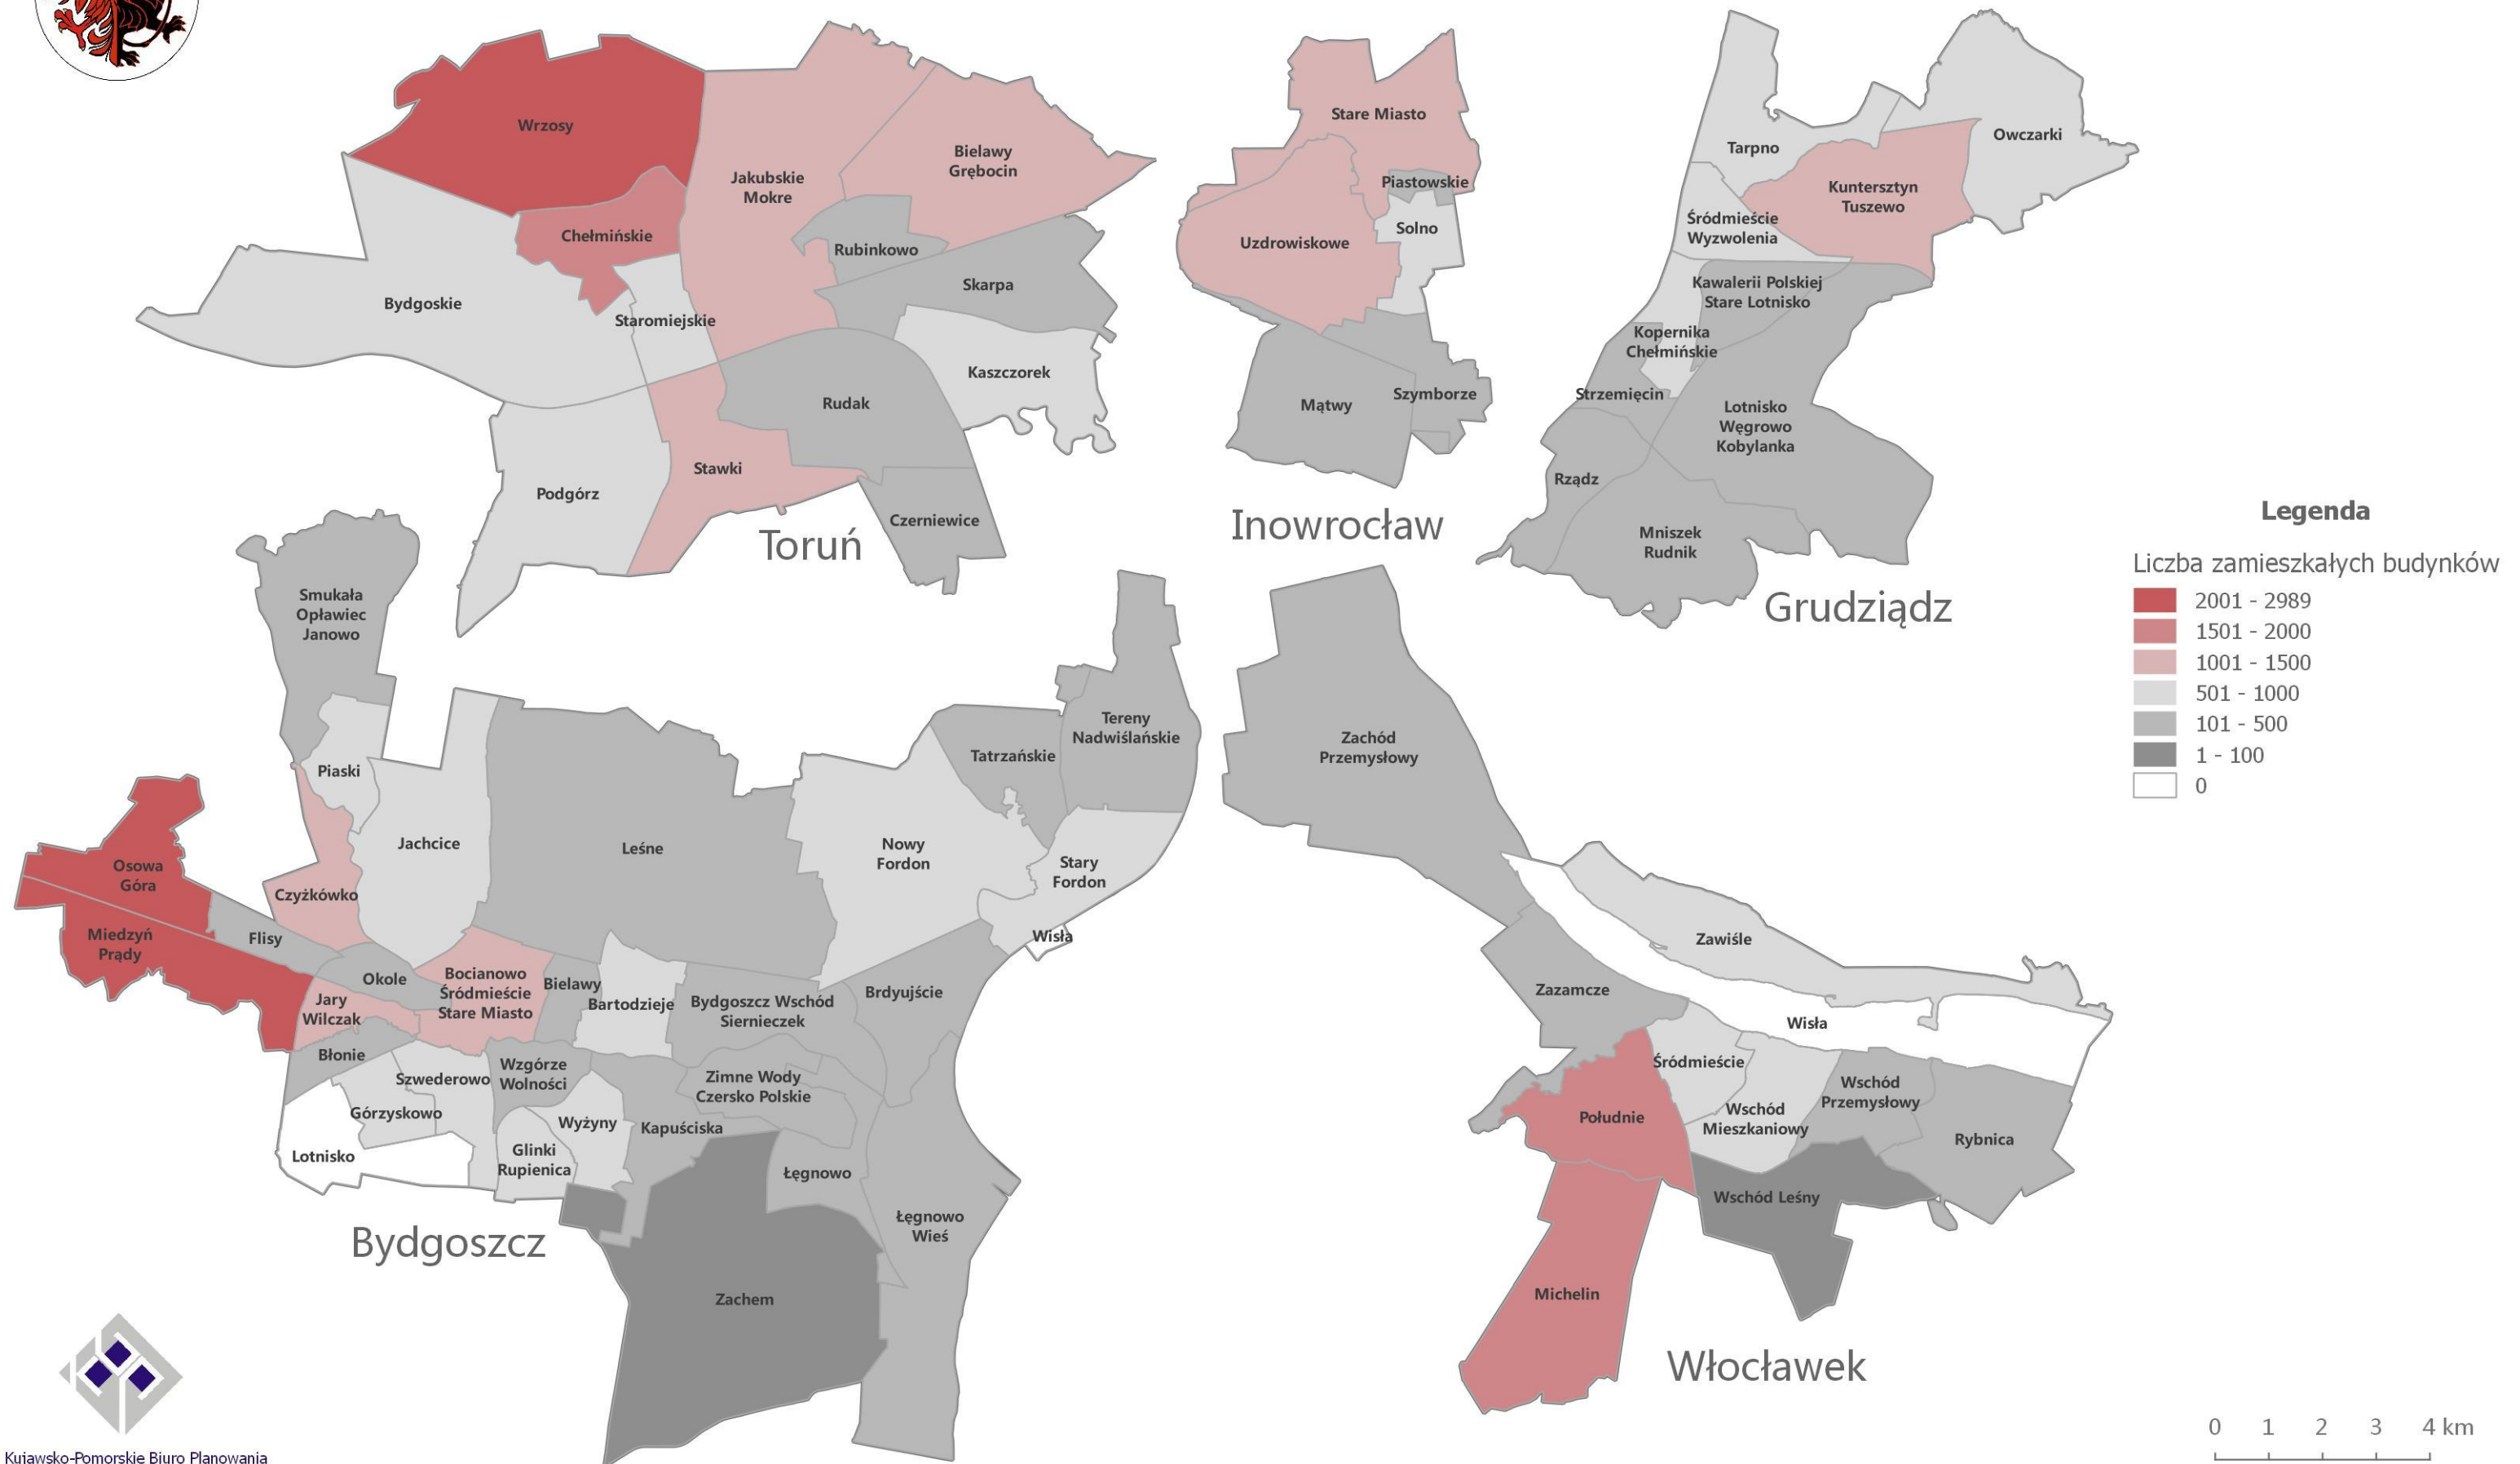 Wrzosy
Jakubskie
Mokre
Bielawy
Grębocin
Chełmińskie
Rubinkowo
Skarpa
Bydgoskie
Staromiejskie
Kaszczorek
Rudak
Stawki
Podgórz
Czerniewice
Toruń
Stare Miasto
Piastowskie
Solno
Uzdrowiskowe
Mątwy
Szymborze
Inowrocław
Tarpno
Owczarki
Kuntersztyn
Tuszewo
Śródmieście
Wyzwolenia
Kawalerii Polskiej
Stare Lotnisko
Kopernika
Chełmińskie
Strzemięcin
Lotnisko
Węgrowo
Kobylanka
Rządz
Mniszek
Rudnik
Grudziądz
Legenda
Liczba zamieszkałych budynków
2001 - 2989
1501 - 2000
1001 - 1500
501 - 1000
101 - 500
1 - 100
0
Smukała
Opławiec
Janowo
Piaski
Jachcice
Leśne
Tatrzańskie
Tereny
Nadwiślańskie
Nowy
Fordon
Stary
Fordon
Wisła
Osowa
Góra
Czyżkówko
Miedzyń
Prądy
Flisy
Okole
Bocianowo
Śródmieście
Stare Miasto
Bielawy
Bartodzieje
Bydgoszcz Wschód
Siernieczek
Brdyujście
Jary
Wilczak
Błonie
Szwederowo
Wzgórze
Wolności
Zimne Wody
Czersko Polskie
Górzyskowo
Wyżyny
Kapuściska
Lotnisko
Glinki
Rupienica
Łęgnowo
Łęgnowo
Wieś
Zachem
Bydgoszcz
Zachód
Przemysłowy
Zawiśle
Zazamcze
Wisła
Śródmieście
Południe
Wschód
Mieszkaniowy
Wschód
Przemysłowy
Rybnica
Wschód Leśny
Michelin
Włocławek
0 1 2 3 4 km
Kujawsko-Pomorskie Biuro Planowania